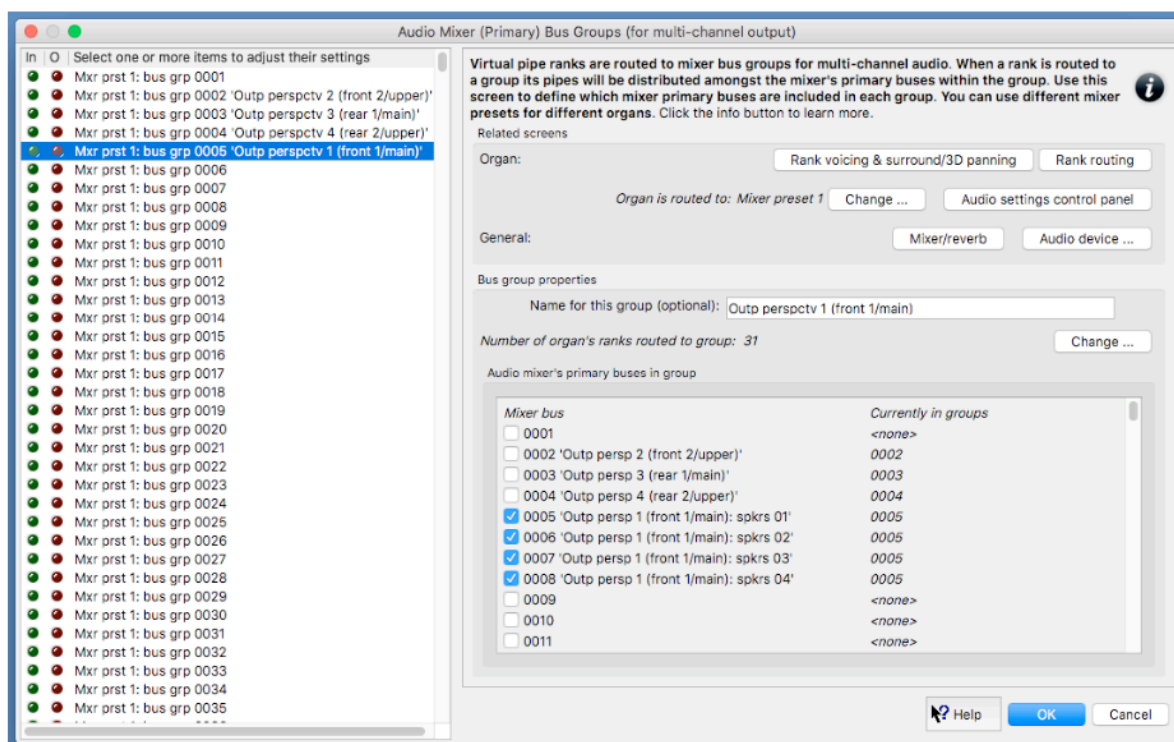 Audio Mixer (Primary) Bus Groups (for multi-channel output)
In O Select one or more items to adjust their settings
Mxr prst 1: bus grp 0001
Mxr prst 1: bus grp 0002 'Outp perspctv 2 (front 2/upper)'
Mxr prst 1: bus grp 0003 'Outp perspctv 3 (rear 1/main)'
Mxr prst 1: bus grp 0004 'Outp perspctv 4 (rear 2/upper)'
Mxr prst 1: bus grp 0005 'Outp perspctv 1 (front 1/main)'
Mxr prst 1: bus grp 0006
Mxr prst 1: bus grp 0007
Mxr prst 1: bus grp 0008
Mxr prst 1: bus grp 0009
Mxr prst 1: bus grp 0010
Mxr prst 1: bus grp 0011
Mxr prst 1: bus grp 0012
Mxr prst 1: bus grp 0013
Mxr prst 1: bus grp 0014
Mxr prst 1: bus grp 0015
Mxr prst 1: bus grp 0016
Mxr prst 1: bus grp 0017
Mxr prst 1: bus grp 0018
Mxr prst 1: bus grp 0019
Mxr prst 1: bus grp 0020
Mxr prst 1: bus grp 0021
Mxr prst 1: bus grp 0022
Mxr prst 1: bus grp 0023
Mxr prst 1: bus grp 0024
Mxr prst 1: bus grp 0025
Mxr prst 1: bus grp 0026
Mxr prst 1: bus grp 0027
Mxr prst 1: bus grp 0028
Mxr prst 1: bus grp 0029
Mxr prst 1: bus grp 0030
Mxr prst 1: bus grp 0031
Mxr prst 1: bus grp 0032
Mxr prst 1: bus grp 0033
Mxr prst 1: bus grp 0034
Mxr prst 1: bus grp 0035
Virtual pipe ranks are routed to mixer bus groups for multi-channel audio. When a rank is routed to
a group its pipes will be distributed amongst the mixer's primary buses within the group. Use this
screen to define which mixer primary buses are included in each group. You can use different mixer
presets for different organs. Click the info button to learn more.
Related screens
Organ: Rank voicing & surround/3D panning Rank routing
Organ is routed to: Mixer preset 1 Change ... Audio settings control panel
General: Mixer/reverb Audio device ...
Bus group properties
Name for this group (optional): Outp perspctv 1 (front 1/main)
Number of organ's ranks routed to group: 31 Change ...
Audio mixer's primary buses in group
Mixer bus Currently in groups
0001 <none>
0002 'Outp persp 2 (front 2/upper)' 0002
0003 'Outp persp 3 (rear 1/main)' 0003
0004 'Outp persp 4 (rear 2/upper)' 0004
0005 'Outp persp 1 (front 1/main): spkrs 01' 0005
0006 'Outp persp 1 (front 1/main): spkrs 02' 0005
0007 'Outp persp 1 (front 1/main): spkrs 03' 0005
0008 'Outp persp 1 (front 1/main): spkrs 04' 0005
0009 <none>
0010 <none>
0011 <none>
? Help OK Cancel